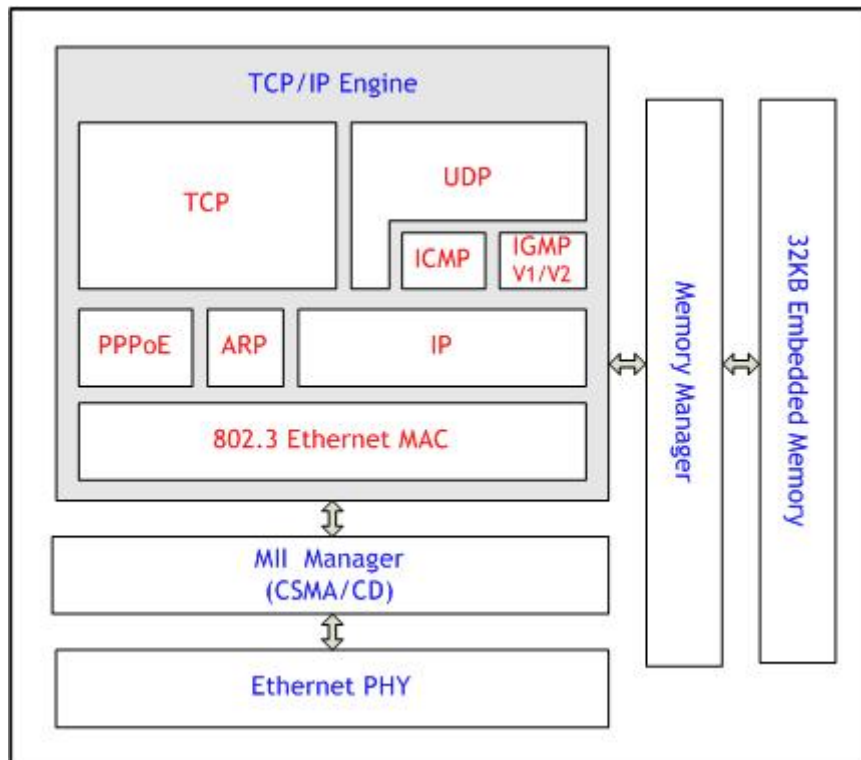 TCP/IP Engine
TCP
UDP
ICMP
IGMP
V1/V2
PPPoE
ARP
IP
802.3 Ethernet MAC
MII Manager
(CSMA/CD)
Ethernet PHY
Memory Manager
32KB Embedded Memory